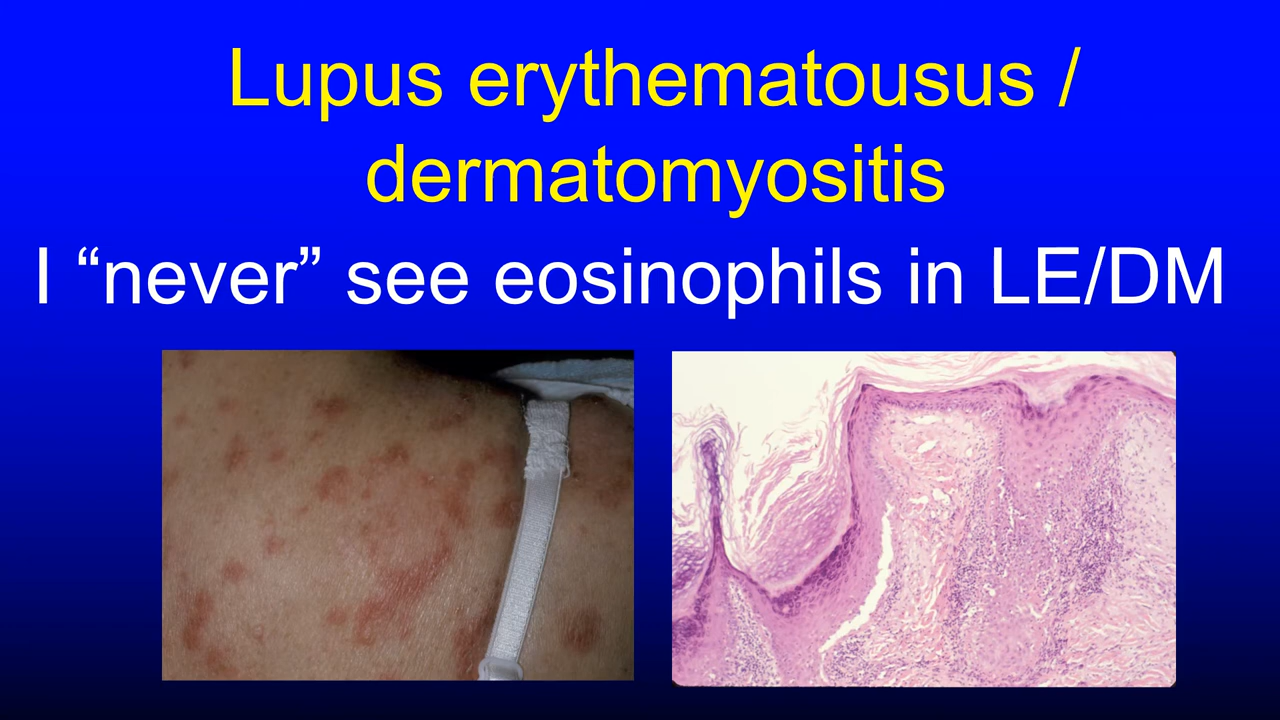 Lupus erythematousus /
dermatomyositis
I “never” see eosinophils in LE/DM